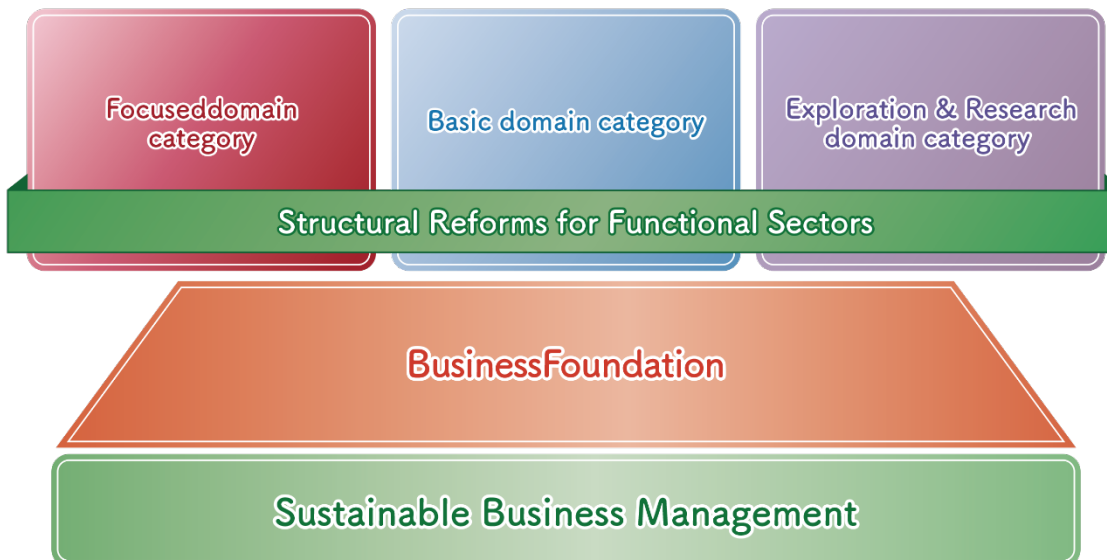 Focuseddomain
category
Basic domain category
Exploration & Research
domain category
Structural Reforms for Functional Sectors
BusinessFoundation
Sustainable Business Management